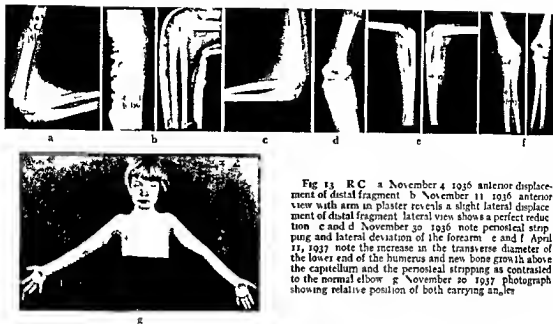 a b c d e f
Fig 13 R C a November 4 1936 anterior displace-
ment of distal fragment b November 11 1936 anterior
view with arm in plaster reveals a slight lateral displace
ment of distal fragment lateral view shows a perfect reduc
tion c and d November 30 1936 note periosteal strip
ping and lateral deviation of the forearm e and f April
11, 1937 note the increase in the transverse diameter of
the lower end of the humerus and new bone growth above
the capitellum and the periosteal stripping as contrasted
to the normal elbow g November 20 1937 photograph
showing relative position of both carrying angles
g